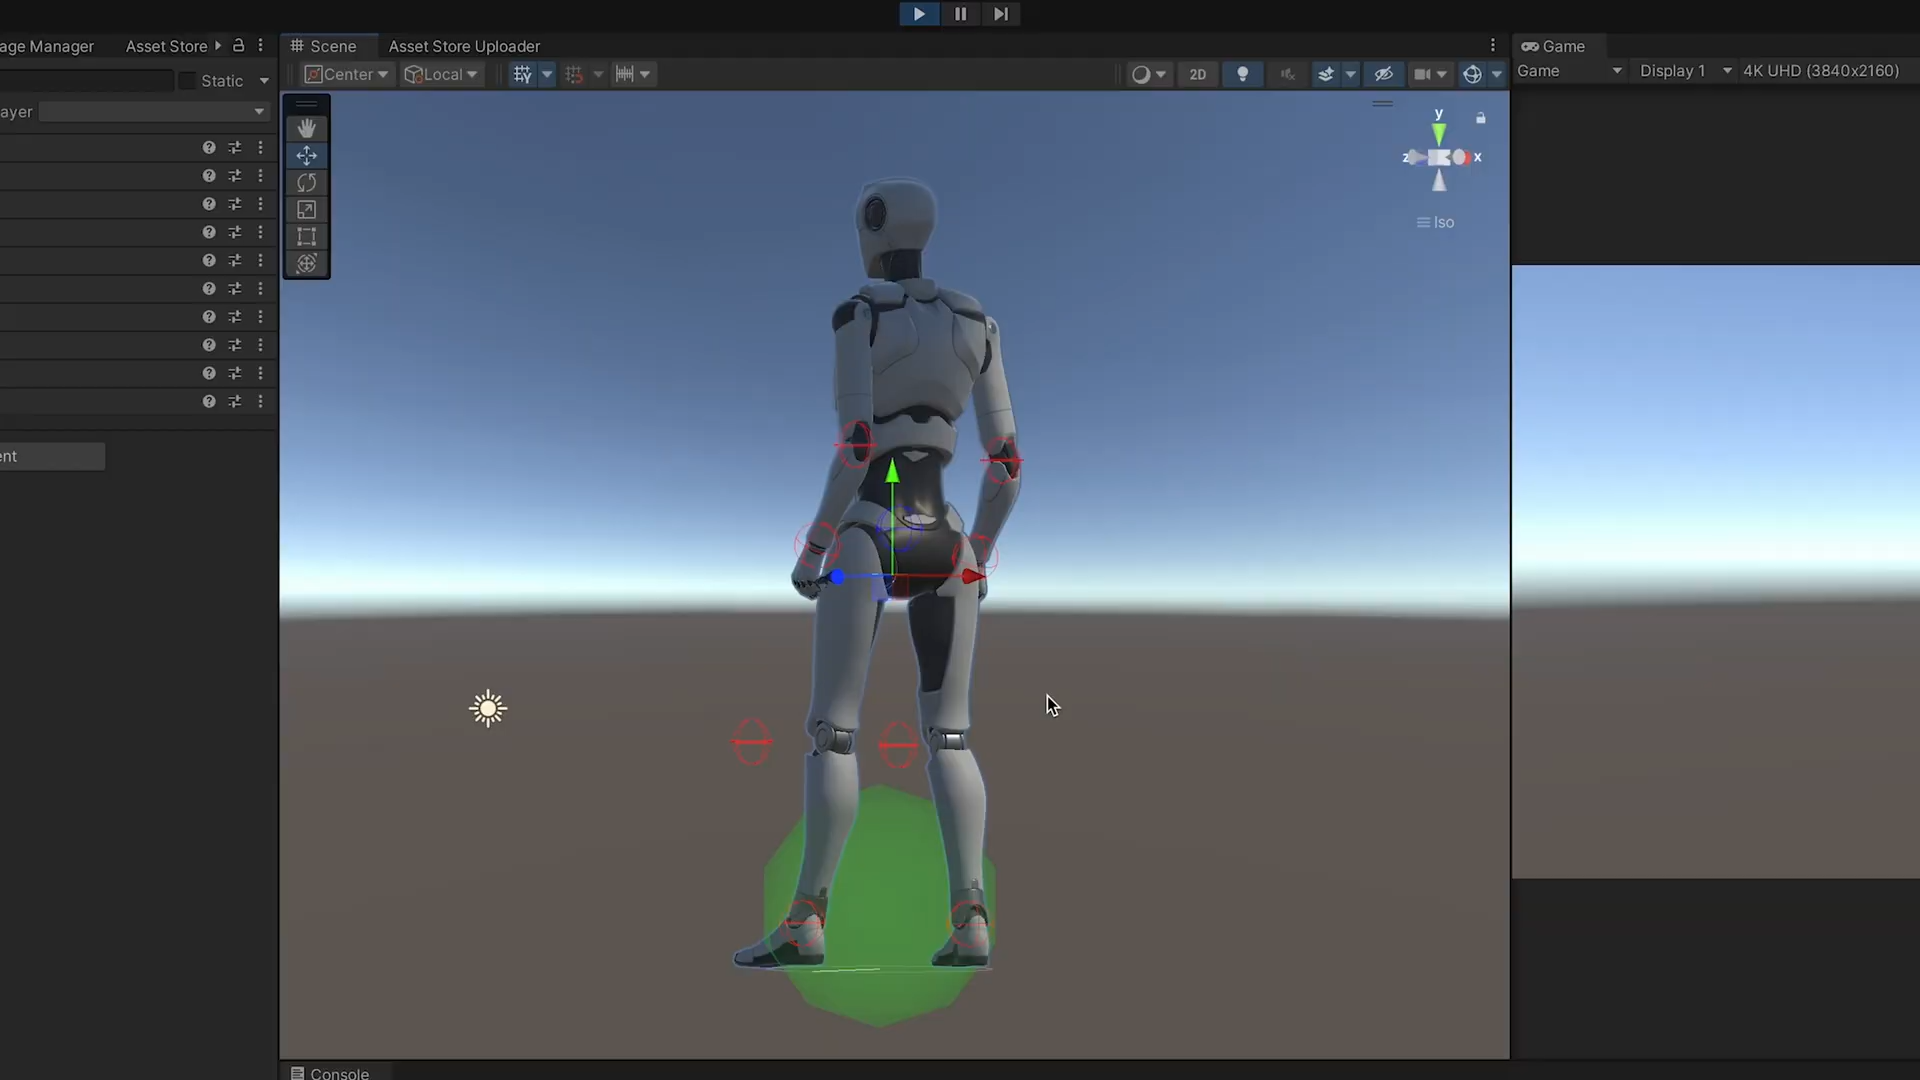 age Manager
Asset Store
Scene
Asset Store Uploader
Game
Center
Local
2D
Game
Display 1
4K UHD (3840x2160)
Static
ayer
y
z
x
Iso
ent
Console